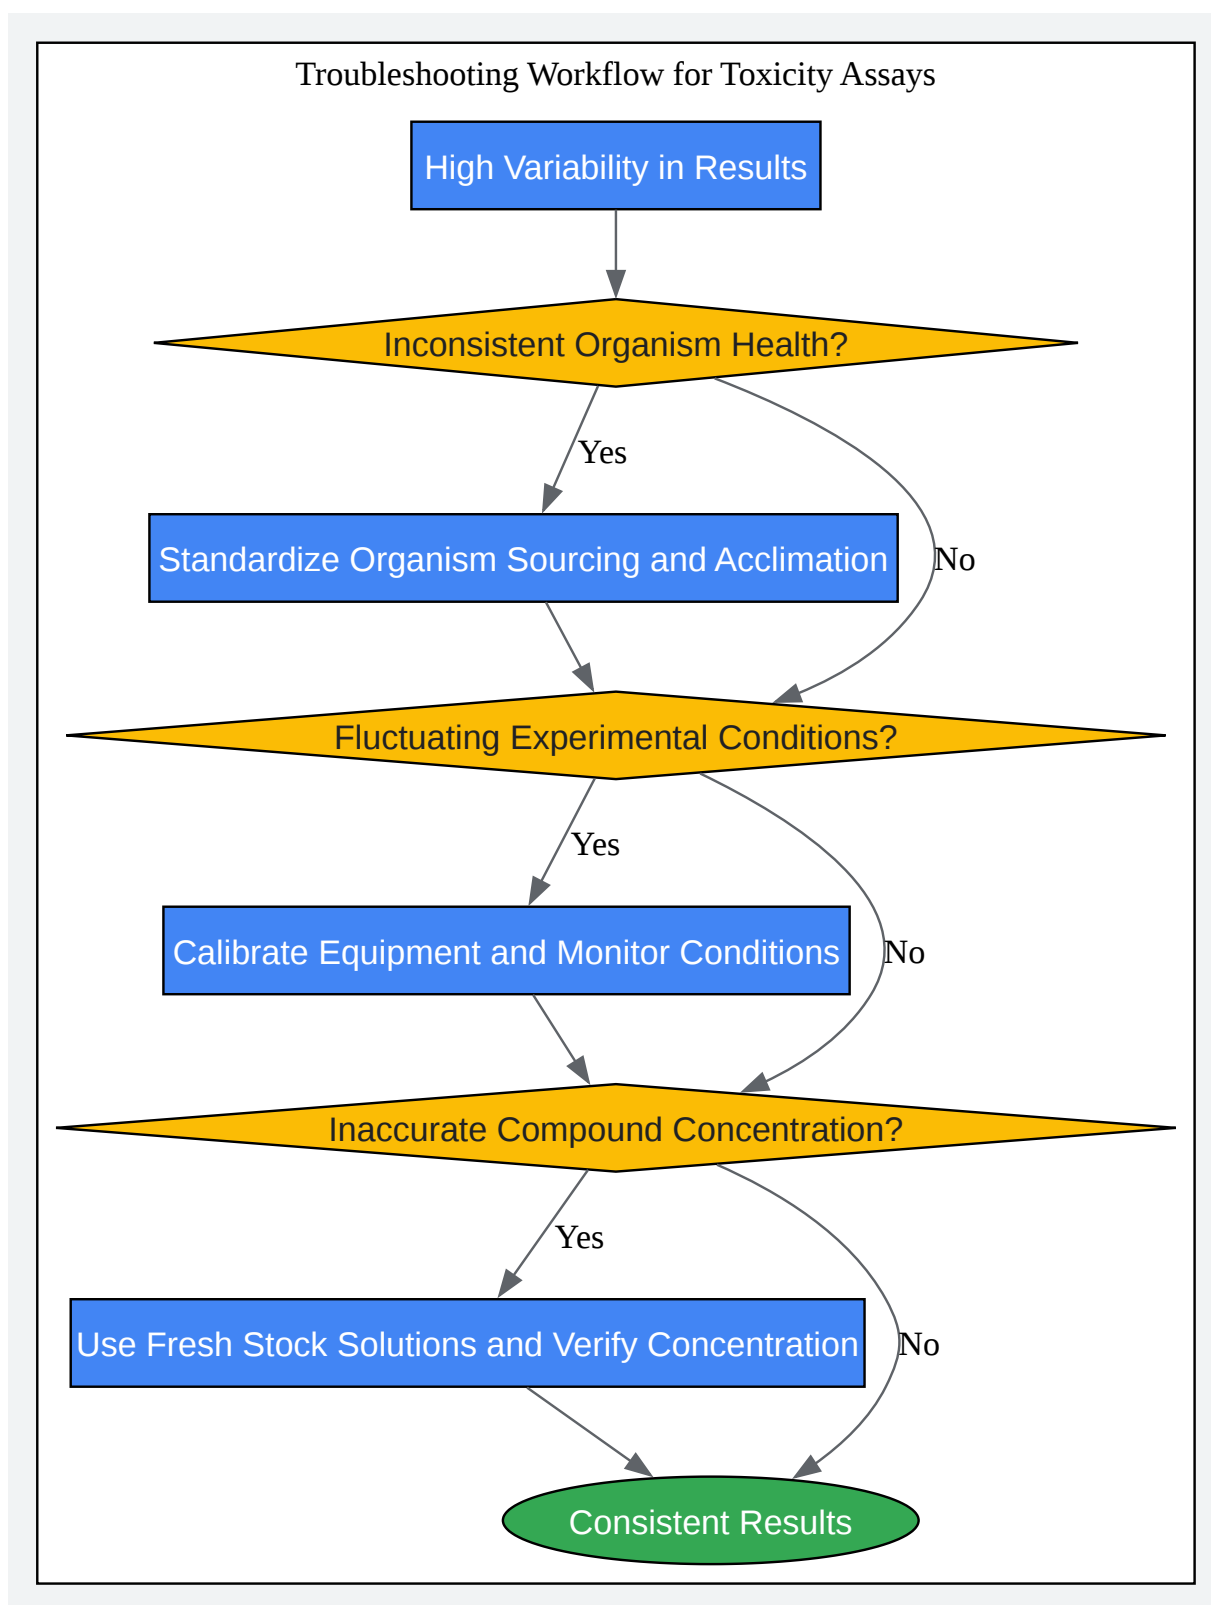 Troubleshooting Workflow for Toxicity Assays
High Variability in Results
Inconsistent Organism Health?
Yes
Standardize Organism Sourcing and Acclimation
No
Fluctuating Experimental Conditions?
Yes
Calibrate Equipment and Monitor Conditions
No
Inaccurate Compound Concentration?
Yes
Use Fresh Stock Solutions and Verify Concentration
No
Consistent Results